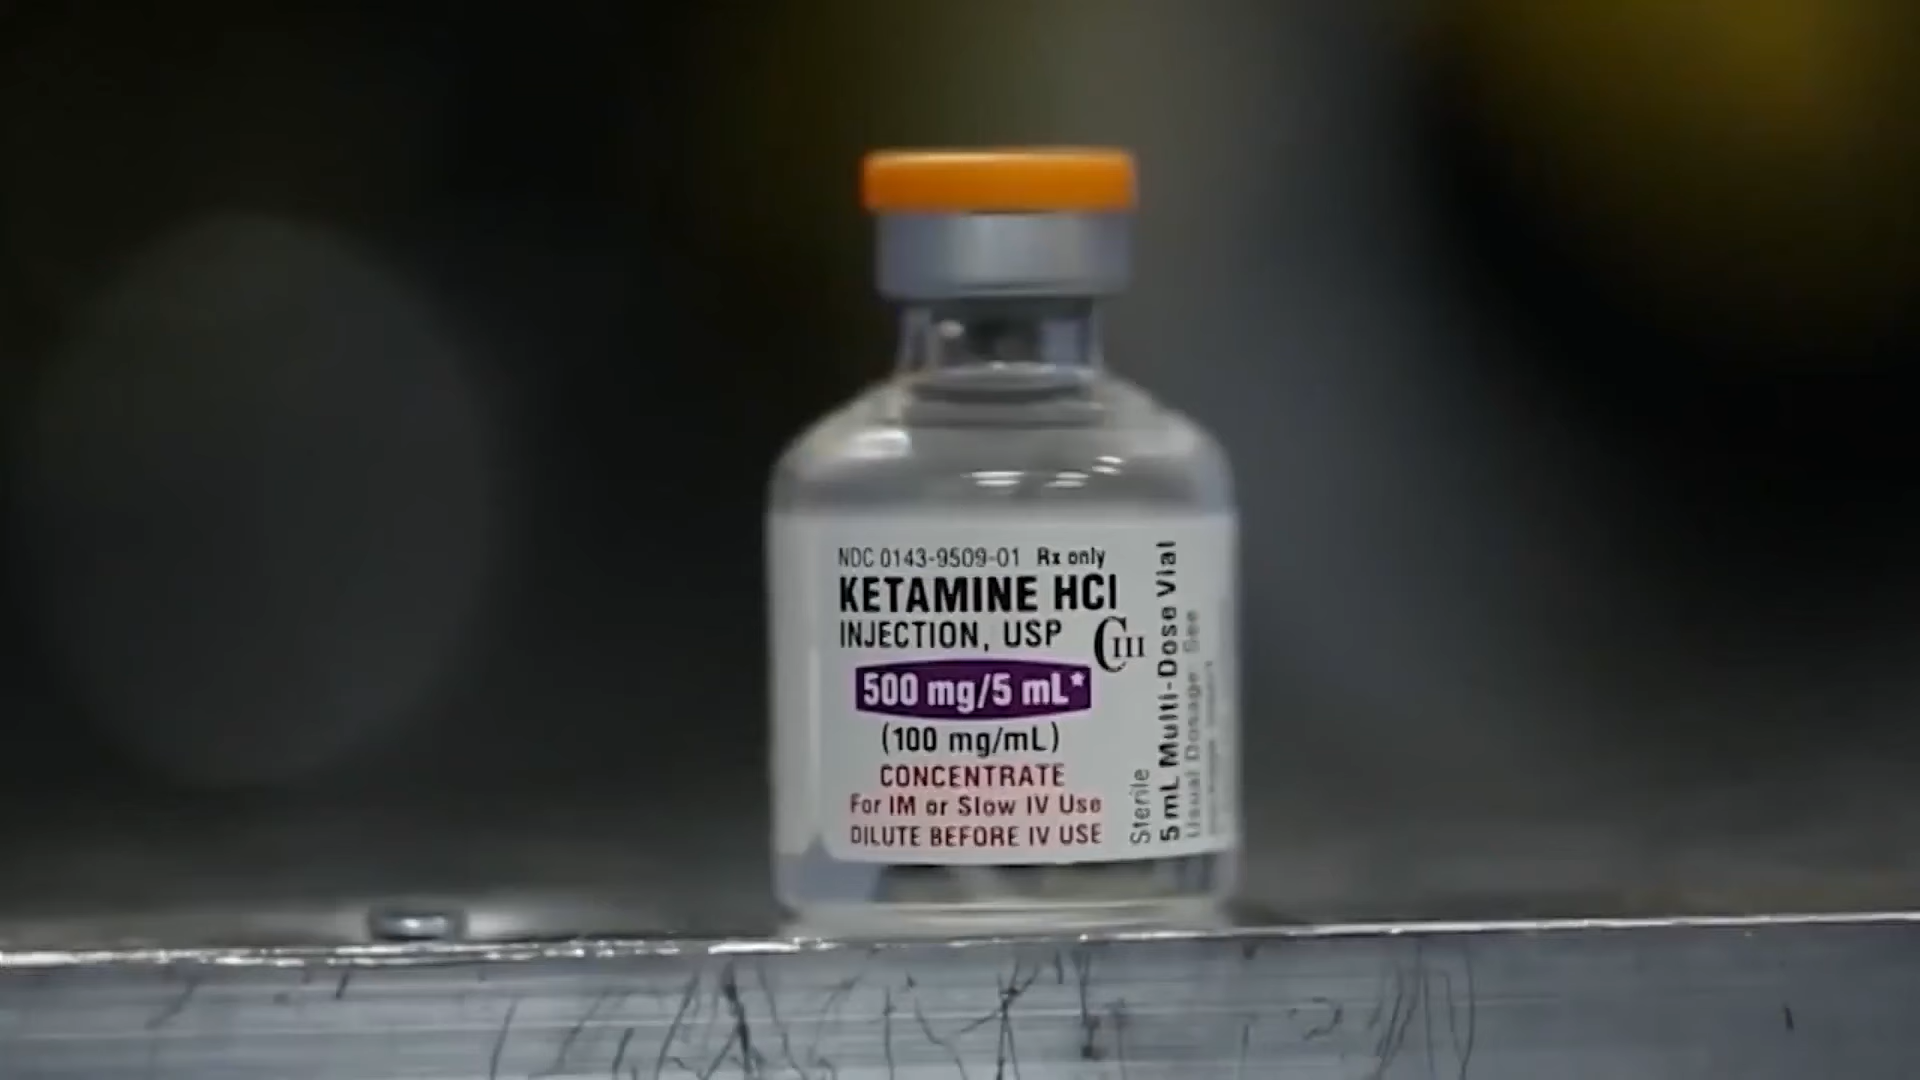 NDC 0143-9509-01 Rx only
KETAMINE HCl
INJECTION, USP
CIII
500 mg/5 mL*
(100 mg/mL)
CONCENTRATE
For IM or Slow IV Use
DILUTE BEFORE IV USE
Sterile
5 mL Multi-Dose Vial
Usual Dosage: See